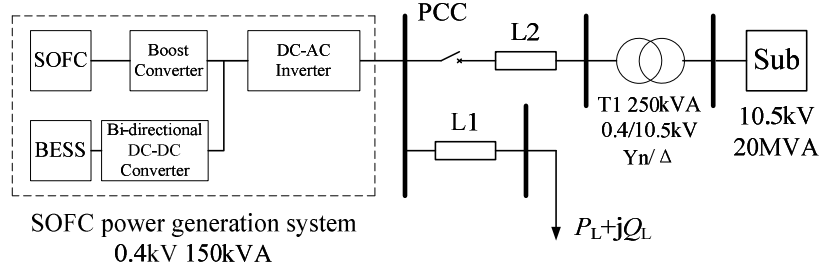 PCC
SOFC
Boost
Converter
DC-AC
Inverter
L2
Sub
T1 250kVA
0.4/10.5kV
Yn/ Δ
10.5kV
20MVA
BESS
Bi-directional
DC-DC
Converter
L1
SOFC power generation system
0.4kV 150kVA
PL+jQL